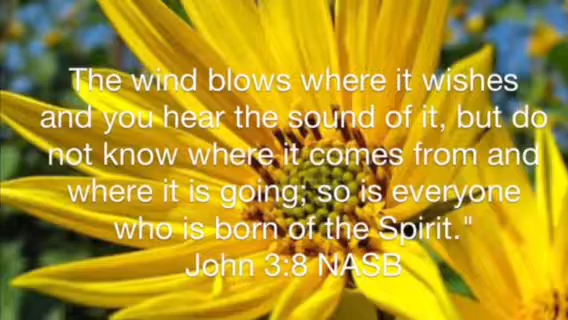 The wind blows where it wishes
and you hear the sound of it, but do
not know where it comes from and
where it is going; so is everyone
who is born of the Spirit."
John 3:8 NASB